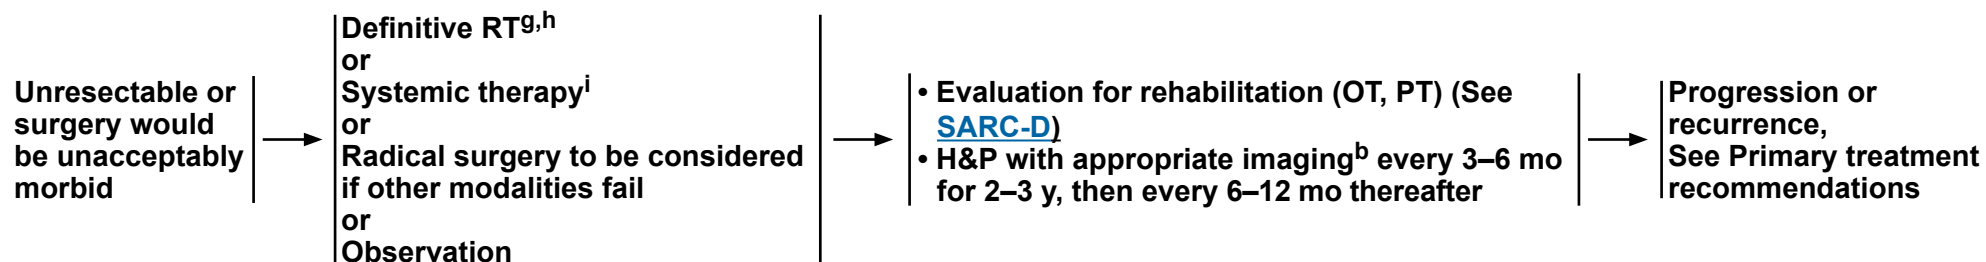 Unresectable or
surgery would
be unacceptably
morbid
Definitive RTg,h
or
Systemic therapyi
or
Radical surgery to be considered
if other modalities fail
or
Observation
• Evaluation for rehabilitation (OT, PT) (See
SARC-D)
• H&P with appropriate imagingb every 3–6 mo
for 2–3 y, then every 6–12 mo thereafter
Progression or
recurrence,
See Primary treatment
recommendations